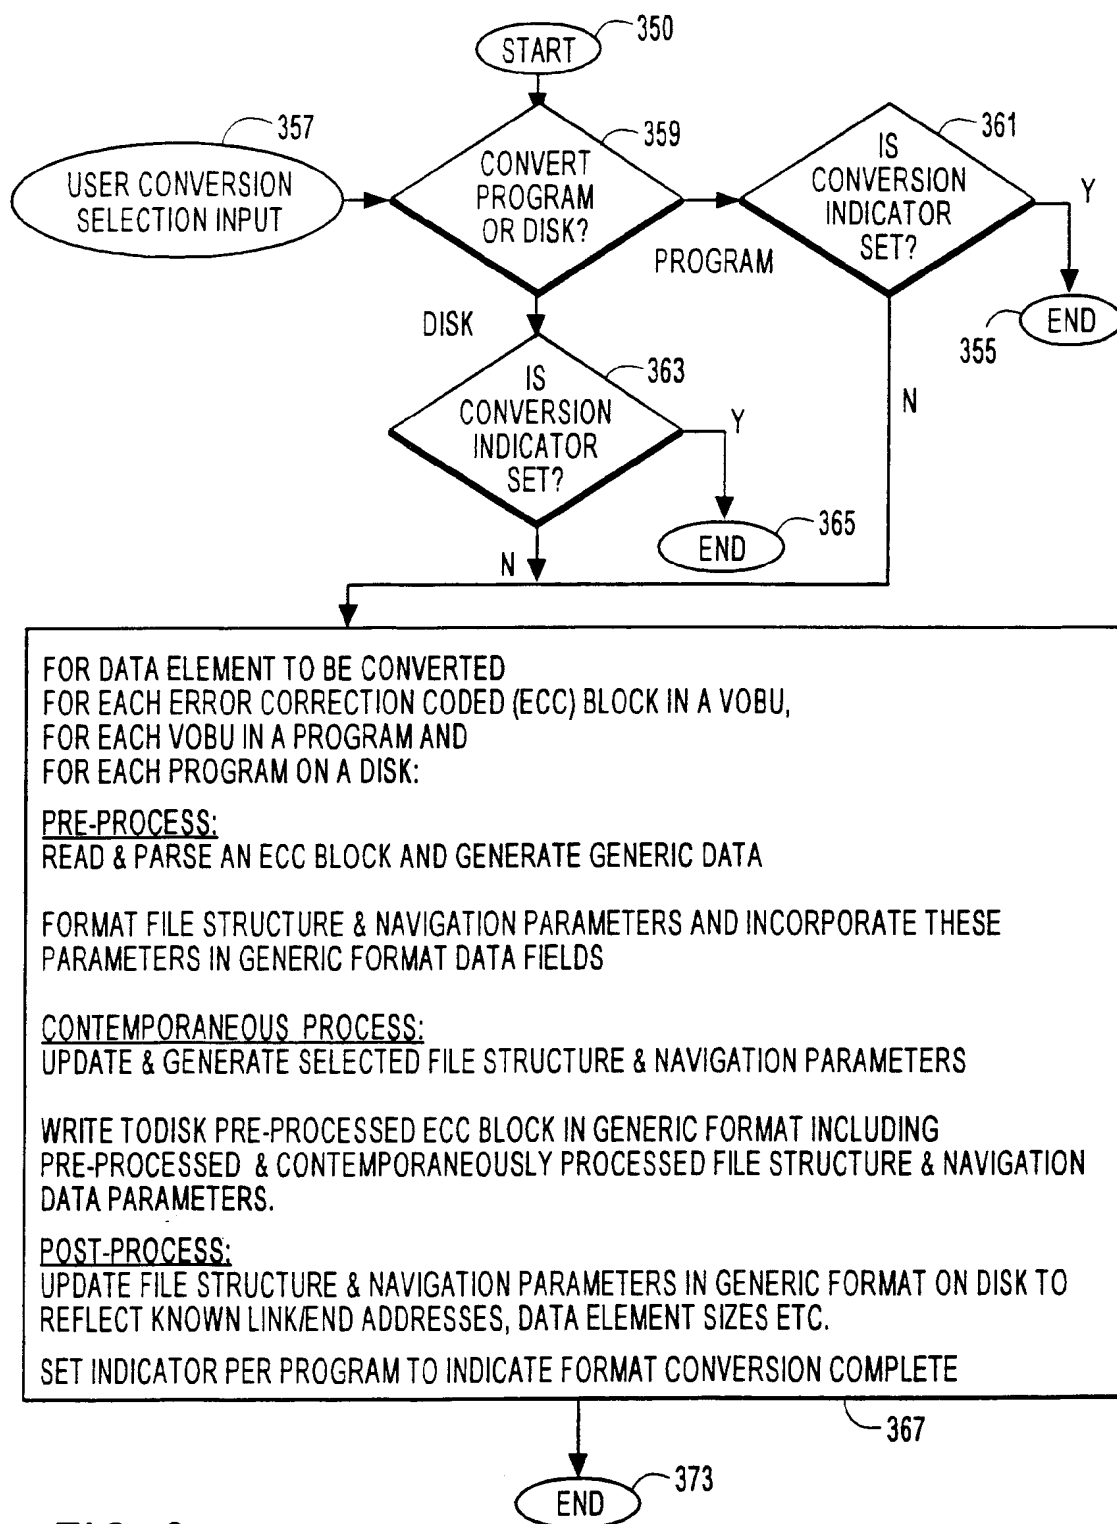 START
350
357
USER CONVERSION
SELECTION INPUT
359
CONVERT
PROGRAM
OR DISK?
361
IS
CONVERSION
INDICATOR
SET?
Y
PROGRAM
END
355
DISK
N
363
IS
CONVERSION
INDICATOR
SET?
Y
END
365
N
FOR DATA ELEMENT TO BE CONVERTED
FOR EACH ERROR CORRECTION CODED (ECC) BLOCK IN A VOBU,
FOR EACH VOBU IN A PROGRAM AND
FOR EACH PROGRAM ON A DISK:
PRE-PROCESS:
READ & PARSE AN ECC BLOCK AND GENERATE GENERIC DATA
FORMAT FILE STRUCTURE & NAVIGATION PARAMETERS AND INCORPORATE THESE
PARAMETERS IN GENERIC FORMAT DATA FIELDS
CONTEMPORANEOUS PROCESS:
UPDATE & GENERATE SELECTED FILE STRUCTURE & NAVIGATION PARAMETERS
WRITE TODISK PRE-PROCESSED ECC BLOCK IN GENERIC FORMAT INCLUDING
PRE-PROCESSED & CONTEMPORANEOUSLY PROCESSED FILE STRUCTURE & NAVIGATION
DATA PARAMETERS.
POST-PROCESS:
UPDATE FILE STRUCTURE & NAVIGATION PARAMETERS IN GENERIC FORMAT ON DISK TO
REFLECT KNOWN LINK/END ADDRESSES, DATA ELEMENT SIZES ETC.
SET INDICATOR PER PROGRAM TO INDICATE FORMAT CONVERSION COMPLETE
367
END
373